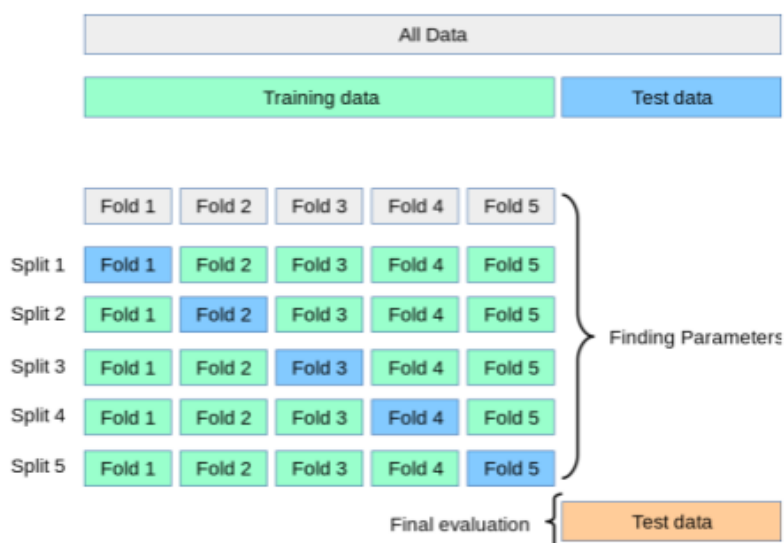 All Data
Training data Test data
Fold 1 Fold 2 Fold 3 Fold 4 Fold 5
Split 1 Fold 1 Fold 2 Fold 3 Fold 4 Fold 5
Split 2 Fold 1 Fold 2 Fold 3 Fold 4 Fold 5
Finding Parameters
Split 3 Fold 1 Fold 2 Fold 3 Fold 4 Fold 5
Split 4 Fold 1 Fold 2 Fold 3 Fold 4 Fold 5
Split 5 Fold 1 Fold 2 Fold 3 Fold 4 Fold 5
Final evaluation Test data